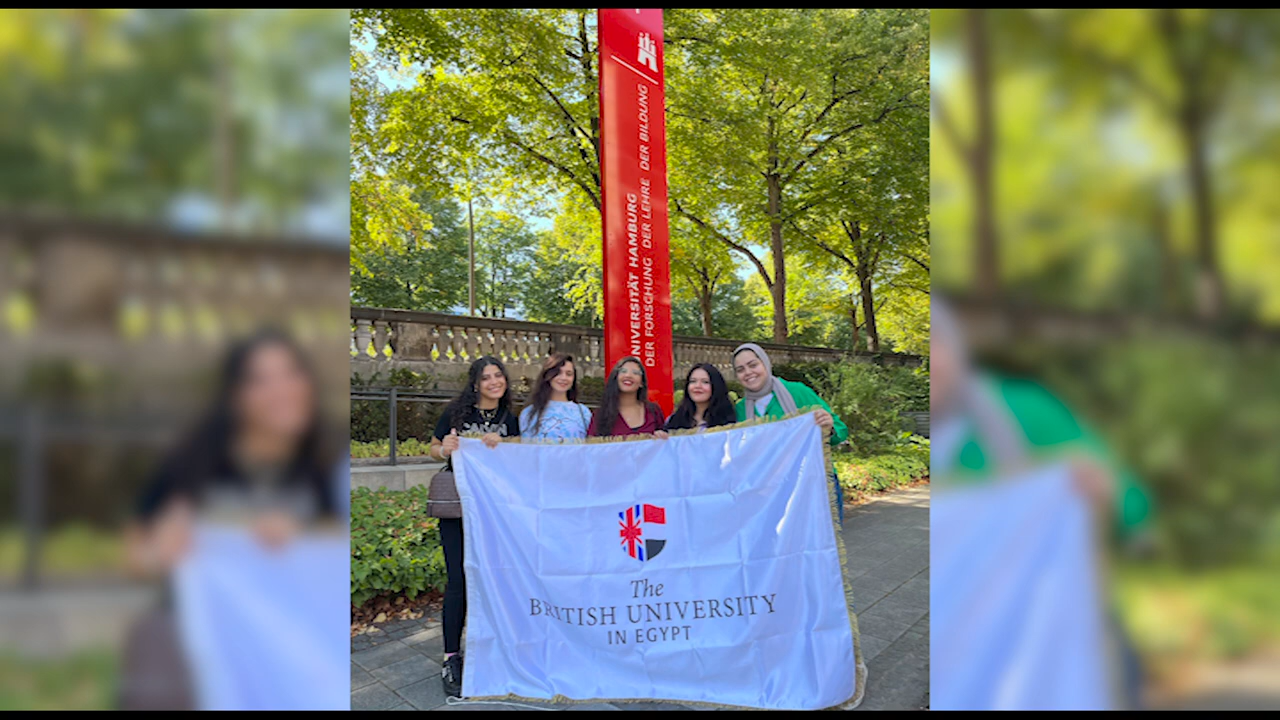 UNIVERSITÄT HAMBURG
DER FORSCHUNG DER LEHRE DER BILDUNG
The
BRITISH UNIVERSITY
IN EGYPT